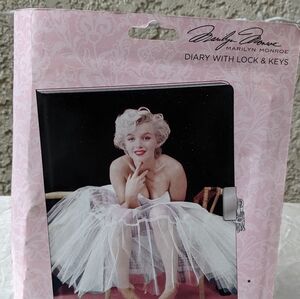 Marilyn Monroe
MARILYN MONROE
DIARY WITH LOCK & KEYS